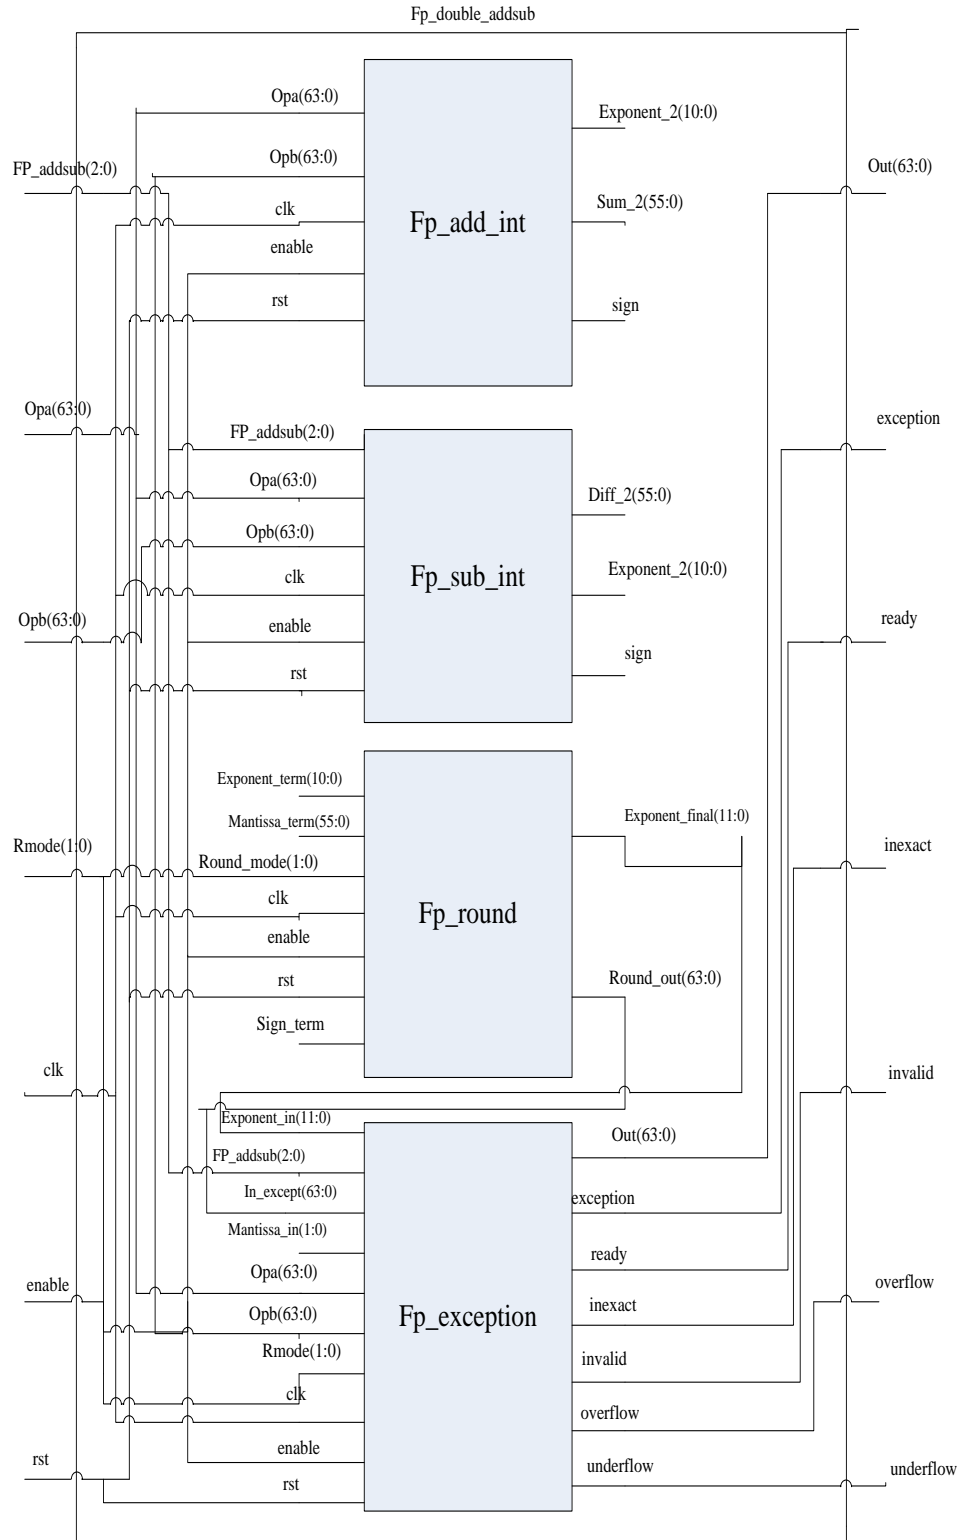 Fp_double_addsub
Opa(63:0)
Exponent_2(10:0)
Opb(63:0)
FP_addsub(2:0)
Out(63:0)
clk
Sum_2(55:0)
Fp_add_int
enable
rst
sign
Opa(63:0)
exception
FP_addsub(2:0)
Opa(63:0)
Diff_2(55:0)
Opb(63:0)
clk
Fp_sub_int
Exponent_2(10:0)
Opb(63:0)
enable
ready
rst
sign
Exponent_term(10:0)
Mantissa_term(55:0)
Exponent_final(11:0)
Rmode(1:0)
inexact
Round_mode(1:0)
clk
Fp_round
enable
rst
Round_out(63:0)
Sign_term
clk
invalid
Exponent_in(11:0)
Out(63:0)
FP_addsub(2:0)
In_except(63:0)
exception
Mantissa_in(1:0)
ready
Opa(63:0)
enable
overflow
Opb(63:0)
inexact
Fp_exception
Rmode(1:0)
invalid
clk
overflow
enable
rst
underflow
underflow
rst